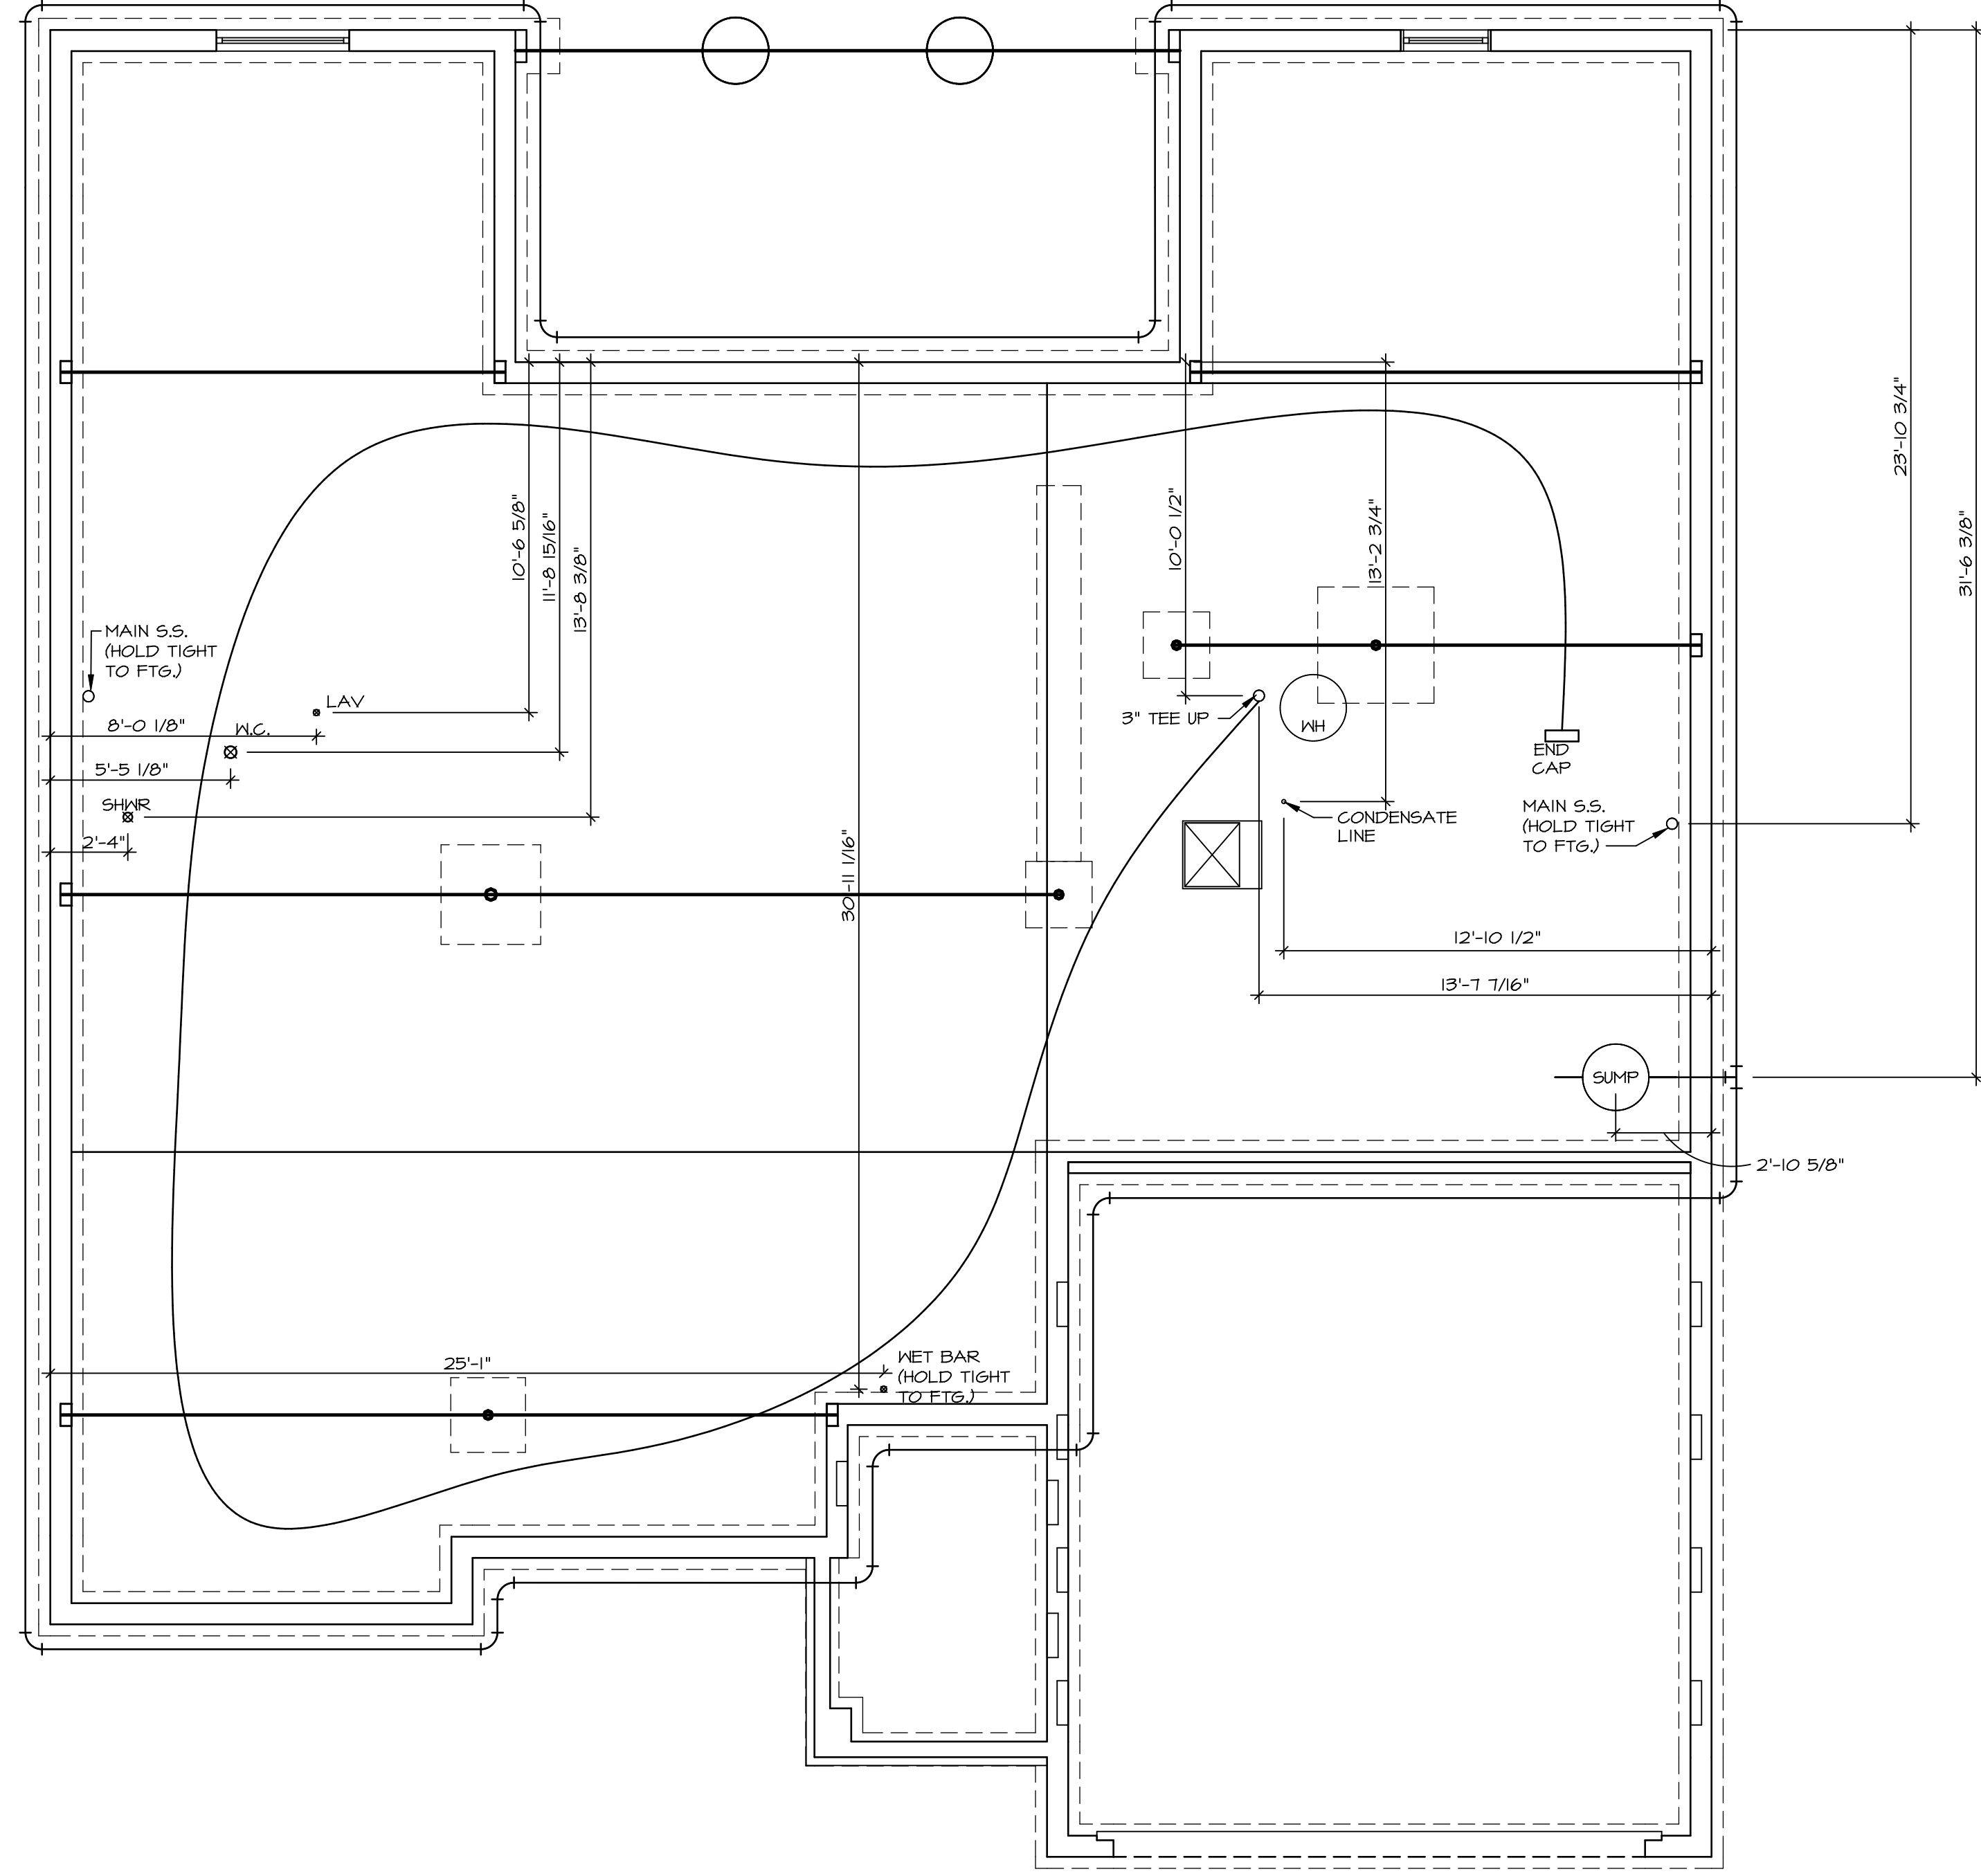 23'-10 3/4"
31'-6 3/8"
10'-6 5/8"
11'-8 15/16"
13'-8 3/8"
10'-0 1/2"
13'-2 3/4"
MAIN S.S.
(HOLD TIGHT
TO FTG.)
LAV
8'-0 1/8"
W.C.
5'-5 1/8"
SHWR
2'-4"
3" TEE UP
WH
END
CAP
MAIN S.S.
(HOLD TIGHT
TO FTG.)
CONDENSATE
LINE
30'-11 1/16"
12'-10 1/2"
13'-7 7/16"
SUMP
2'-10 5/8"
25'-1"
WET BAR
(HOLD TIGHT
TO FTG.)